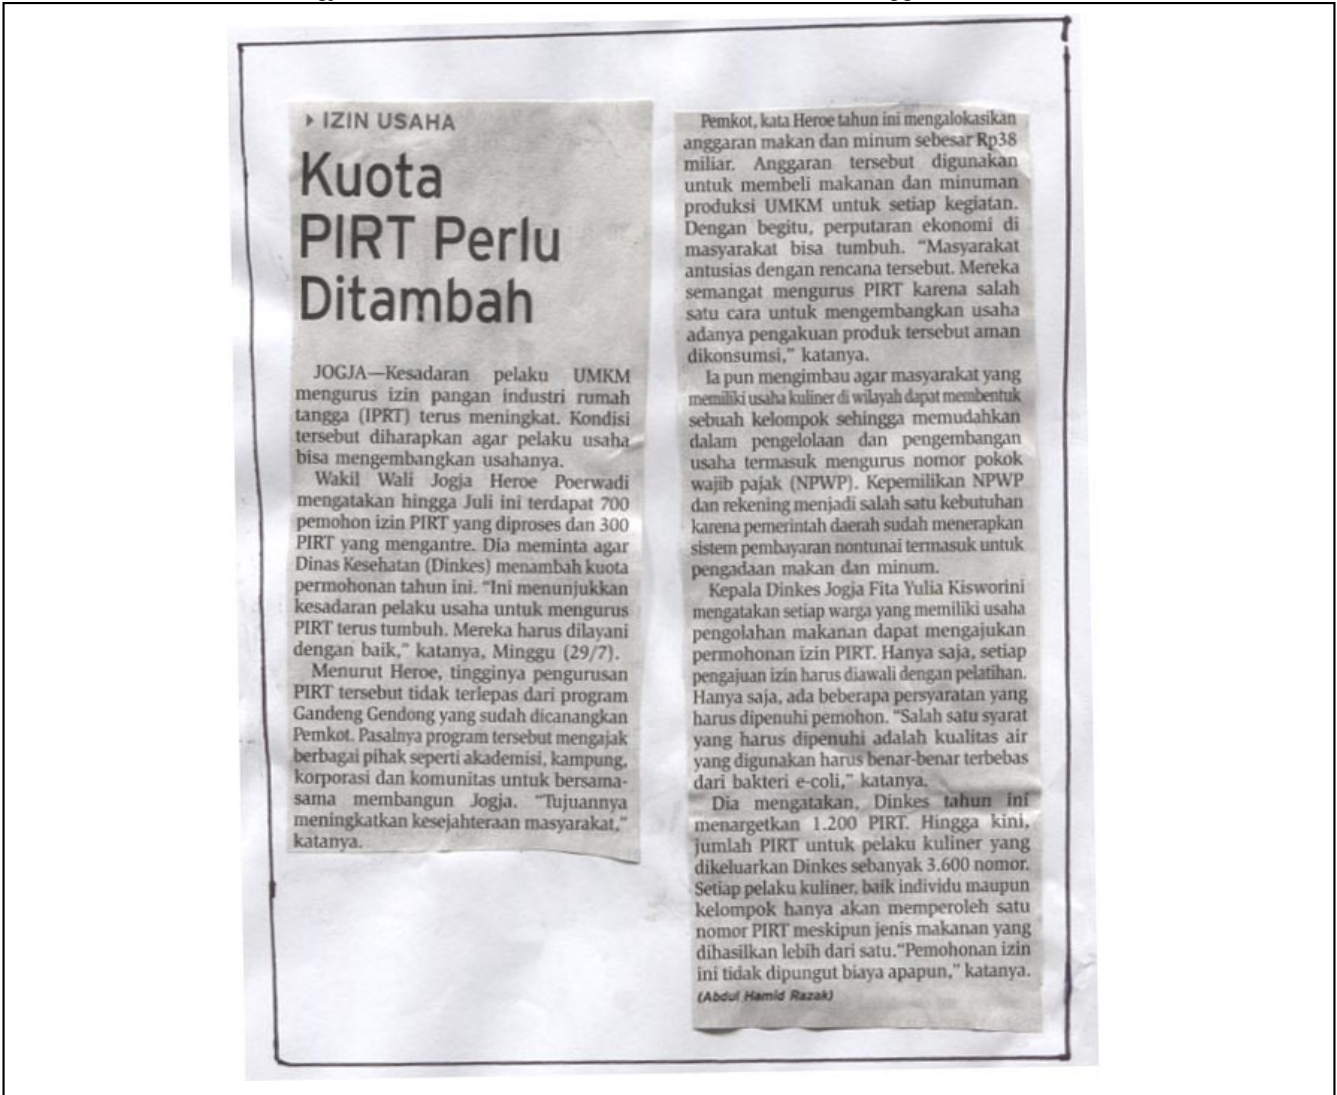 IZIN USAHA
Kuota
PIRT Perlu
Ditambah
JOGJA—Kesadaran pelaku UMKM
mengurus izin pangan industri rumah
tangga (IPRT) terus meningkat. Kondisi
tersebut diharapkan agar pelaku usaha
bisa mengembangkan usahanya.
Wakil Wali Jogja Heroe Poerwadi
mengatakan hingga Juli ini terdapat 700
pemohon izin PIRT yang diproses dan 300
PIRT yang mengantre. Dia meminta agar
Dinas Kesehatan (Dinkes) menambah kuota
permohonan tahun ini. “Ini menunjukkan
kesadaran pelaku usaha untuk mengurus
PIRT terus tumbuh. Mereka harus dilayani
dengan baik,” katanya, Minggu (29/7).
Menurut Heroe, tingginya pengurusan
PIRT tersebut tidak terlepas dari program
Gandeng Gendong yang sudah dicanangkan
Pemkot. Pasalnya program tersebut mengajak
berbagai pihak seperti akademisi, kampung,
korporasi dan komunitas untuk bersama-
sama membangun Jogja. “Tujuannya
meningkatkan kesejahteraan masyarakat,”
katanya.
Pemkot, kata Heroe tahun ini mengalokasikan
anggaran makan dan minum sebesar Rp38
miliar. Anggaran tersebut digunakan
untuk membeli makanan dan minuman
produksi UMKM untuk setiap kegiatan.
Dengan begitu, perputaran ekonomi di
masyarakat bisa tumbuh. “Masyarakat
antusias dengan rencana tersebut. Mereka
semangat mengurus PIRT karena salah
satu cara untuk mengembangkan usaha
adanya pengakuan produk tersebut aman
dikonsumsi,” katanya.
Ia pun mengimbau agar masyarakat yang
memiliki usaha kuliner di wilayah dapat membentuk
sebuah kelompok sehingga memudahkan
dalam pengelolaan dan pengembangan
usaha termasuk mengurus nomor pokok
wajib pajak (NPWP). Kepemilikan NPWP
dan rekening menjadi salah satu kebutuhan
karena pemerintah daerah sudah menerapkan
sistem pembayaran nontunai termasuk untuk
pengadaan makan dan minum.
Kepala Dinkes Jogja Fita Yulia Kisworini
mengatakan setiap warga yang memiliki usaha
pengolahan makanan dapat mengajukan
permohonan izin PIRT. Hanya saja, setiap
pengajuan izin harus diawali dengan pelatihan.
Hanya saja, ada beberapa persyaratan yang
harus dipenuhi pemohon. “Salah satu syarat
yang harus dipenuhi adalah kualitas air
yang digunakan harus benar-benar terbebas
dari bakteri e-coli,” katanya.
Dia mengatakan, Dinkes tahun ini
menargetkan 1.200 PIRT. Hingga kini,
jumlah PIRT untuk pelaku kuliner yang
dikeluarkan Dinkes sebanyak 3.600 nomor.
Setiap pelaku kuliner, baik individu maupun
kelompok hanya akan memperoleh satu
nomor PIRT meskipun jenis makanan yang
dihasilkan lebih dari satu.“Pemohonan izin
ini tidak dipungut biaya apapun,” katanya.
(Abdul Hamid Razak)